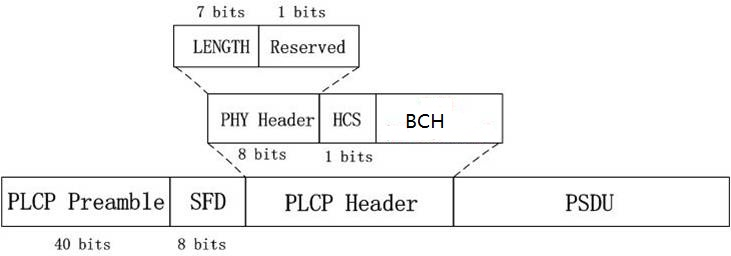 7 bits 1 bits
LENGTH Reserved
PHY Header HCS BCH
8 bits 1 bits
PLCP Preamble SFD PLCP Header PSDU
40 bits 8 bits